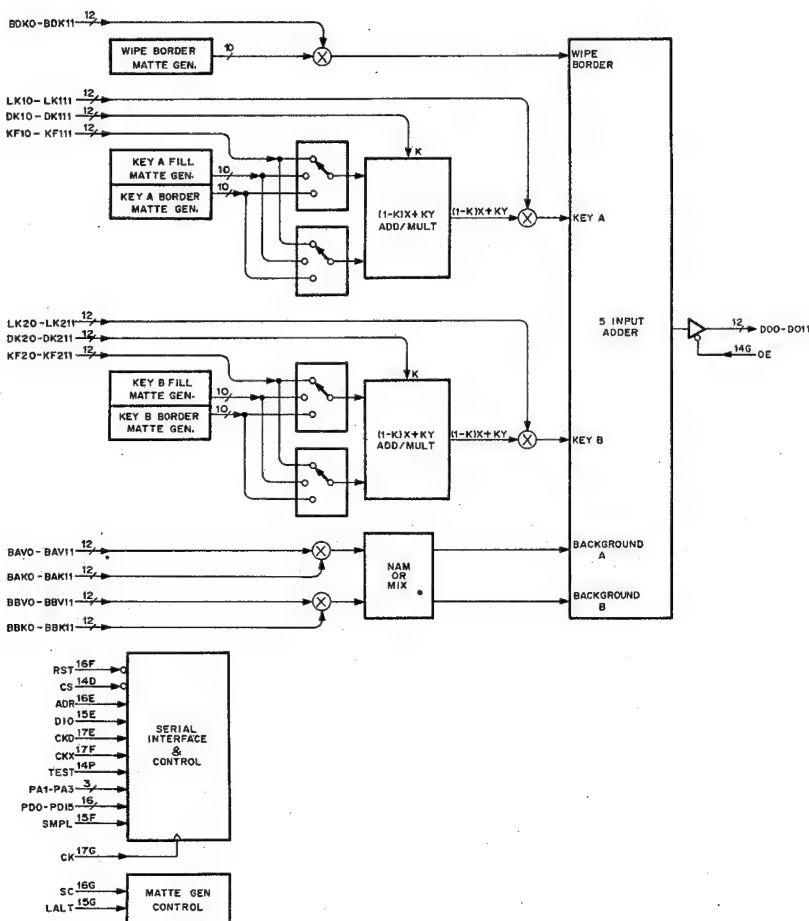 BDK0-BDK11 12
WIPE BORDER
MATTE GEN.
10
WIPE
BORDER
LK10-LK111 12
DK10-DK111 12
KF10-KF111 12
K
KEY A FILL
MATTE GEN.
10
KEY A BORDER
MATTE GEN.
10
(1-K)X+KY
ADD/MULT
(1-K)X+KY
KEY A
LK20-LK211 12
DK20-DK211 12
KF20-KF211 12
K
KEY B FILL
MATTE GEN.
10
KEY B BORDER
MATTE GEN.
10
(1-K)X+KY
ADD/MULT
(1-K)X+KY
KEY B
5 INPUT
ADDER
12 DO0-DO11
14G OE
BAV0-BAV11 12
BAK0-BAK11 12
BBV0-BBV11 12
BBK0-BBK11 12
NAM
OR
MIX
BACKGROUND
A
BACKGROUND
B
RST 16F
CS 14D
ADR 16E
DIO 15E
CKD 17E
CKX 17F
TEST 14P
PA1-PA3 3
PD0-PD15 16
SMPL 15F
SERIAL
INTERFACE
&
CONTROL
CK 17G
SC 16G
LALT 15G
MATTE GEN
CONTROL